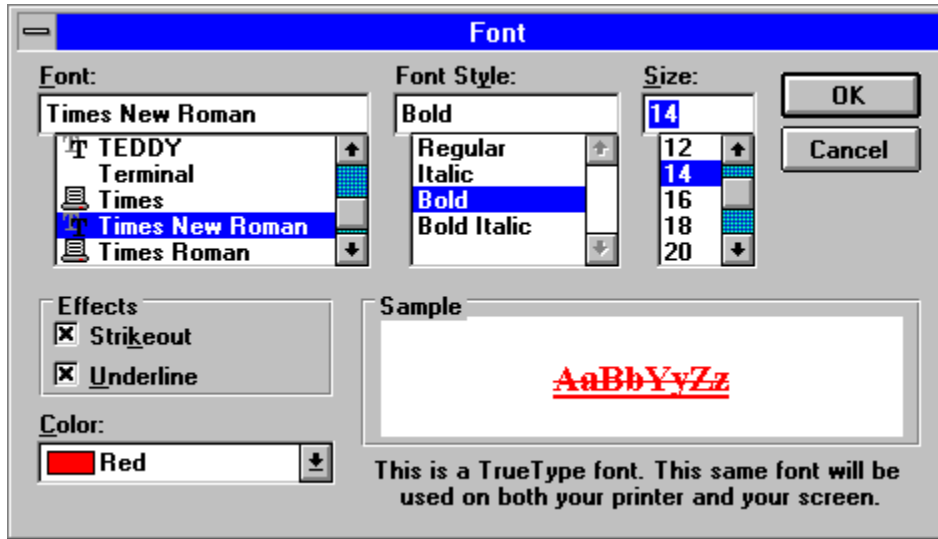 Font
Font:
Font Style:
Size:
Times New Roman
Bold
14
OK
Cancel
TEDDY
Terminal
Times
Times New Roman
Times Roman
Regular
Italic
Bold
Bold Italic
12
14
16
18
20
Effects
Strikeout
Underline
Color:
Red
Sample
AaBbYyZz
This is a TrueType font. This same font will be
used on both your printer and your screen.